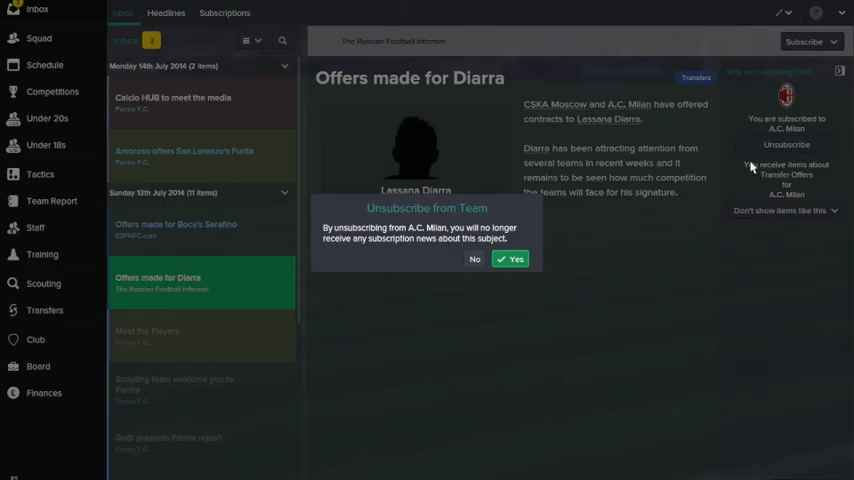 Inbox
Squad
Schedule
Competitions
Under 20s
Under 18s
Tactics
Team Report
Staff
Training
Scouting
Transfers
Club
Board
Finances
Inbox
Headlines
Subscriptions
?
Inbox
3
Monday 14th July 2014 (2 items)
Calcio HUB to meet the media
Parma F.C.
Amoroso offers San Lorenzo's Purita
Parma F.C.
Sunday 13th July 2014 (11 items)
Offers made for Boca's Serafino
ESPNFC.com
Offers made for Diarra
The Russian Football Informer
Meet the Players
Parma F.C.
Scouting team welcome you to
Parma
Parma F.C.
Gotti presents Parma report
Parma F.C.
The Russian Football Informer
Subscribe
Offers made for Diarra
Transfers
Lassana Diarra
CSKA Moscow and A.C. Milan have offered
contracts to Lassana Diarra.
Diarra has been attracting attention from
several teams in recent weeks and it
remains to be seen how much competition
the teams will face for his signature.
Why am I receiving this?
You are subscribed to
A.C. Milan
Unsubscribe
You receive items about
Transfer Offers
for
A.C. Milan
Don't show items like this
Unsubscribe from Team
By unsubscribing from A.C. Milan, you will no longer
receive any subscription news about this subject.
No
Yes